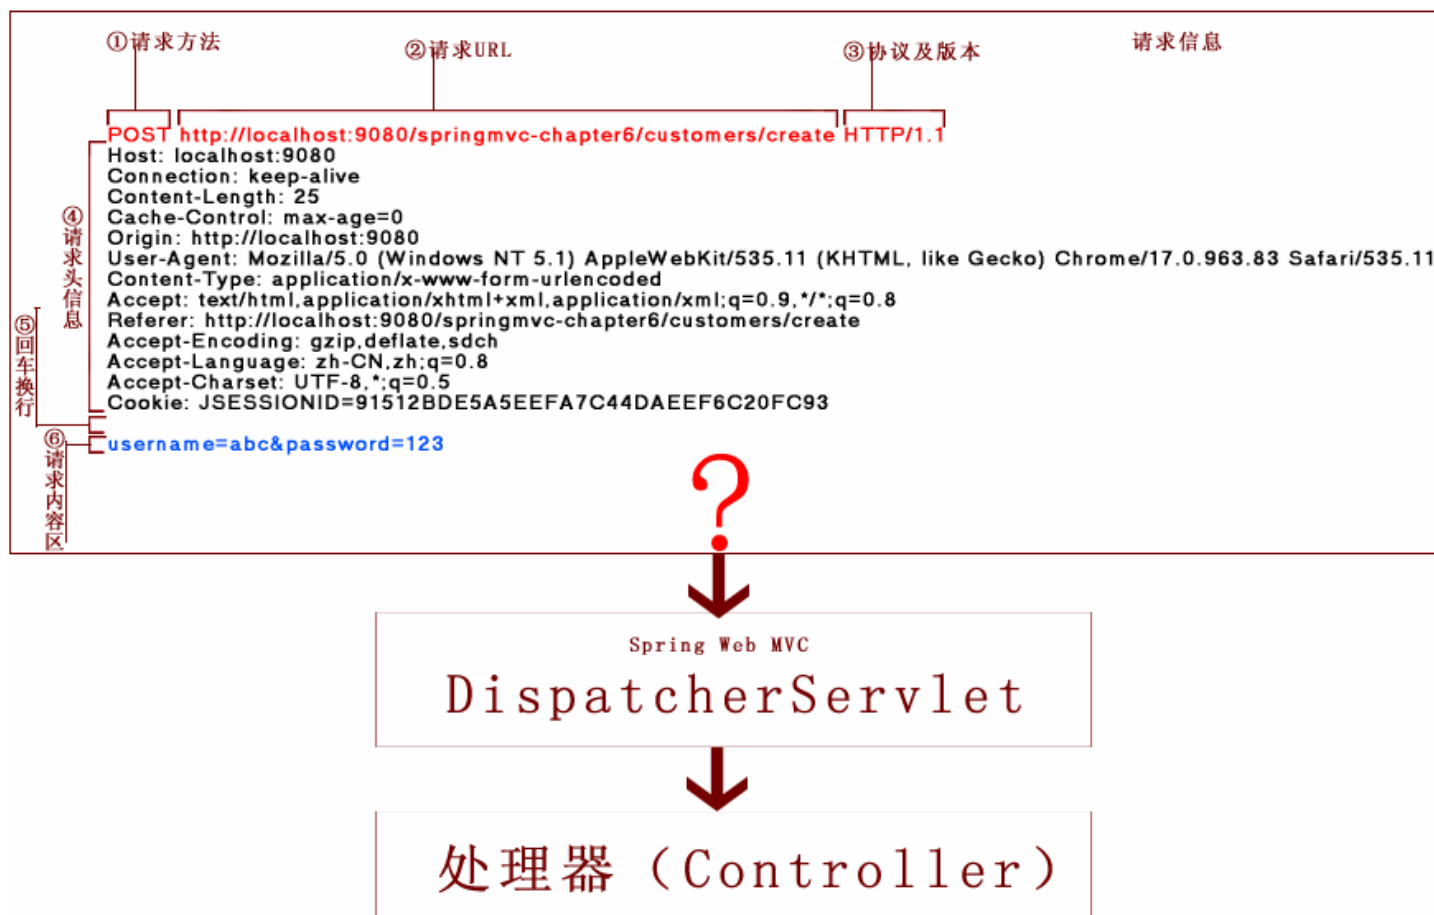 ①请求方法
②请求URL
③协议及版本
请求信息
POST http://localhost:9080/springmvc-chapter6/customers/create HTTP/1.1
Host: localhost:9080
Connection: keep-alive
Content-Length: 25
Cache-Control: max-age=0
Origin: http://localhost:9080
User-Agent: Mozilla/5.0 (Windows NT 5.1) AppleWebKit/535.11 (KHTML, like Gecko) Chrome/17.0.963.83 Safari/535.11
Content-Type: application/x-www-form-urlencoded
Accept: text/html,application/xhtml+xml,application/xml;q=0.9,*/*;q=0.8
Referer: http://localhost:9080/springmvc-chapter6/customers/create
Accept-Encoding: gzip,deflate,sdch
Accept-Language: zh-CN,zh;q=0.8
Accept-Charset: UTF-8,*;q=0.5
Cookie: JSESSIONID=91512BDE5A5EEFA7C44DAEEF6C20FC93
④请求头信息
⑤回车换行
username=abc&password=123
⑥请求内容区
?
Spring Web MVC
DispatcherServlet
处理器（Controller）